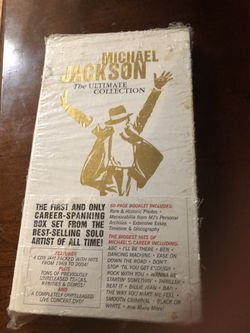 MICHAEL
JACKSON
The ULTIMATE
COLLECTION
THE FIRST AND ONLY
CAREER-SPANNING
BOX SET FROM THE
BEST-SELLING SOLO
ARTIST OF ALL TIME!
FEATURES
4 CDS JAM PACKED WITH HITS
FROM 1969 TO 2004!
PLUS
TONS OF PREVIOUSLY
UNRELEASED TRACKS,
RARITIES & DEMOS!
AND
A COMPLETELY UNRELEASED
LIVE CONCERT DVD!
60-PAGE BOOKLET INCLUDES:
Rare & Historic Photos •
Memorabilia from MJ's Personal
Archives • Extensive Essay,
Timeline & Discography
THE BIGGEST HITS OF
MICHAEL'S CAREER INCLUDING:
ABC • I'LL BE THERE • BEN •
DANCING MACHINE • EASE ON
DOWN THE ROAD • DON'T
STOP 'TIL YOU GET ENOUGH •
ROCK WITH YOU • WANNA BE
STARTIN' SOMETHIN' • THRILLER •
BEAT IT • BILLIE JEAN • BAD •
THE WAY YOU MAKE ME FEEL •
SMOOTH CRIMINAL • BLACK OR
WHITE • And Many More!